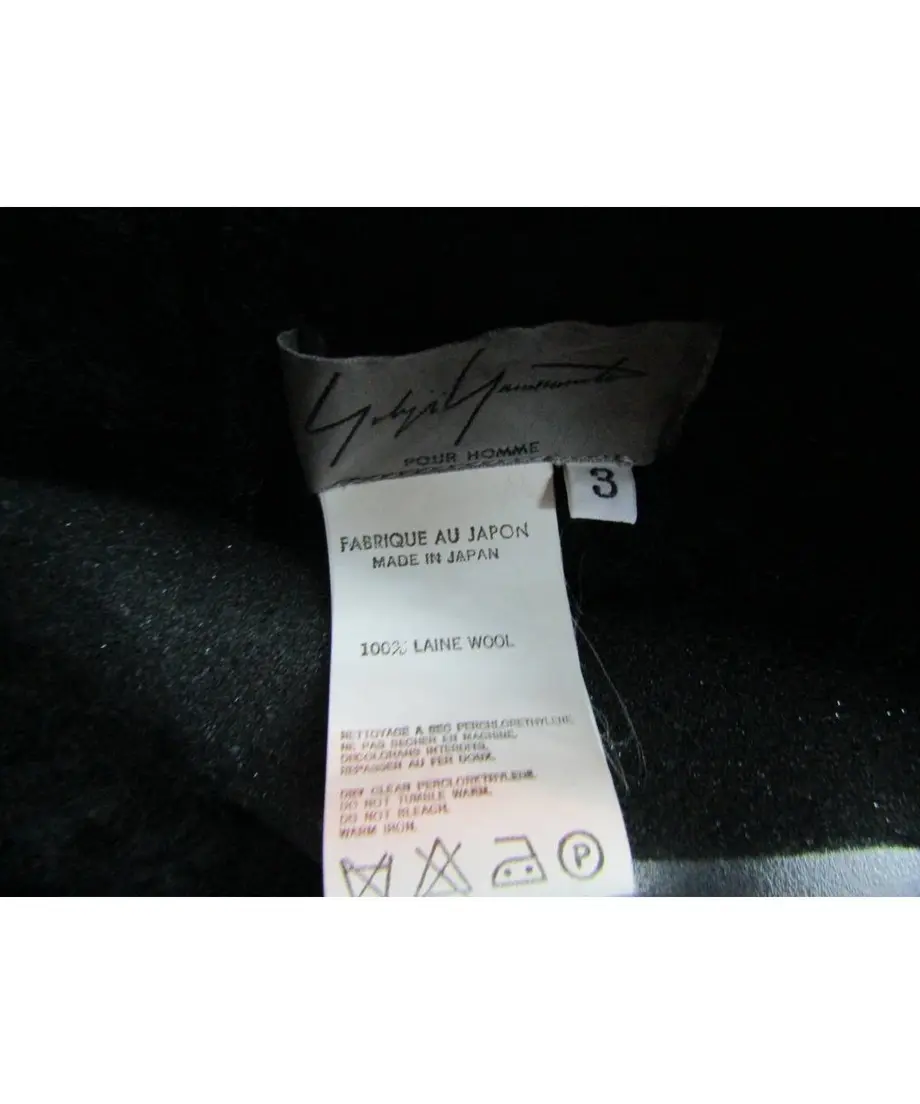 Yohji Yamamoto
POUR HOMME
3
FABRIQUE AU JAPON
MADE IN JAPAN
100% LAINE WOOL
NETTOYAGE A SEC PERCHLORETHYLENE
NE PAS SECHER EN MACHINE.
DECOLORANS INTERDITS.
REPASSER AU FER DOUX.
DRY CLEAN PERCLORETHYLENE
DO NOT TUMBLE WARM.
DO NOT BLEACH.
WARM IRON.
P